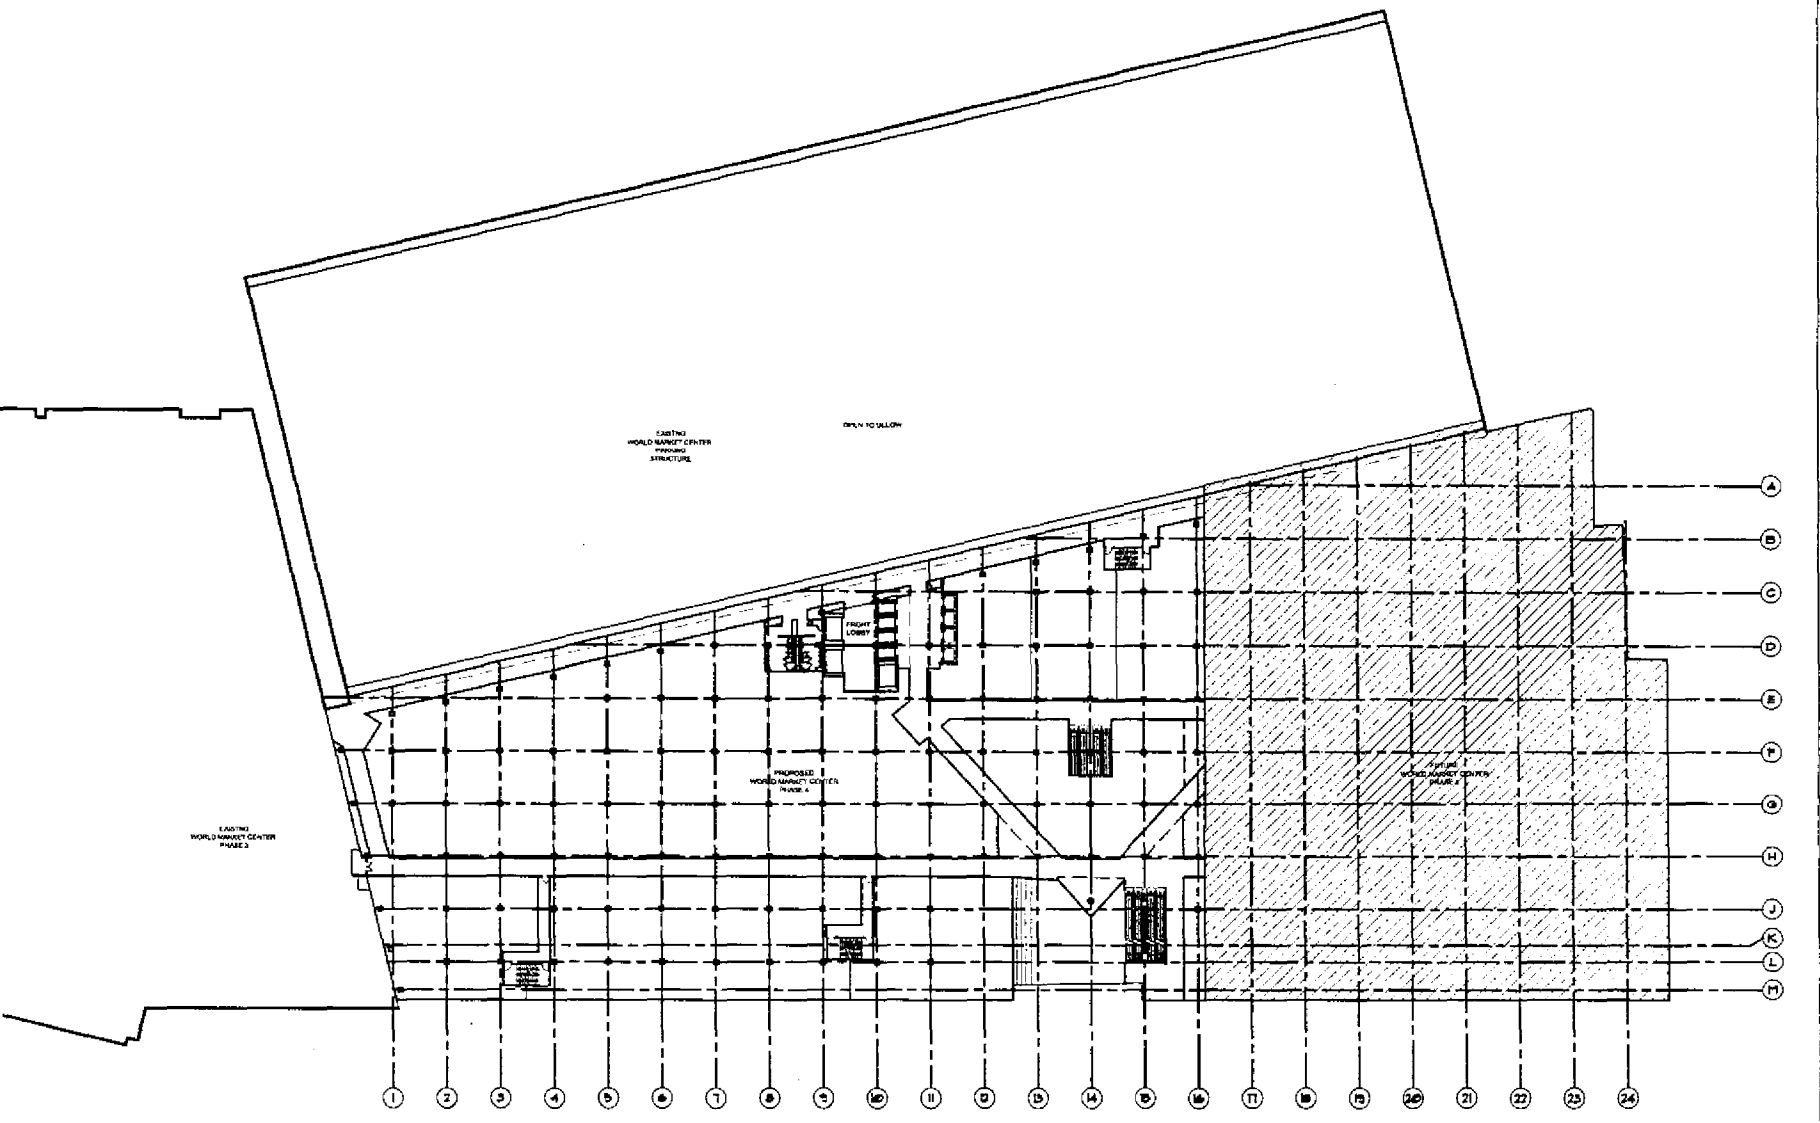 EXISTING
WORLD MARKET CENTER
PARKING
STRUCTURE
OPEN TO BELOW
A
B
C
D
E
F
G
H
J
K
L
M
FRONT
LOBBY
PROPOSED
WORLD MARKET CENTER
PHASE 4
FUTURE
WORLD MARKET CENTER
EXISTING
WORLD MARKET CENTER
PHASE 3
1
2
3
4
5
6
7
8
9
10
11
12
13
14
15
16
17
18
19
20
21
22
23
24